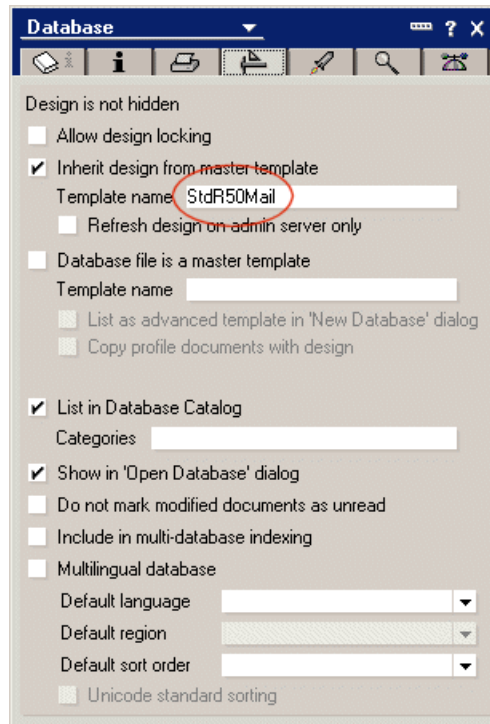 Database ?
i i
Design is not hidden
Allow design locking
Inherit design from master template
Template name StdR50Mail
Refresh design on admin server only
Database file is a master template
Template name
List as advanced template in 'New Database' dialog
Copy profile documents with design
List in Database Catalog
Categories
Show in 'Open Database' dialog
Do not mark modified documents as unread
Include in multi-database indexing
Multilingual database
Default language
Default region
Default sort order
Unicode standard sorting